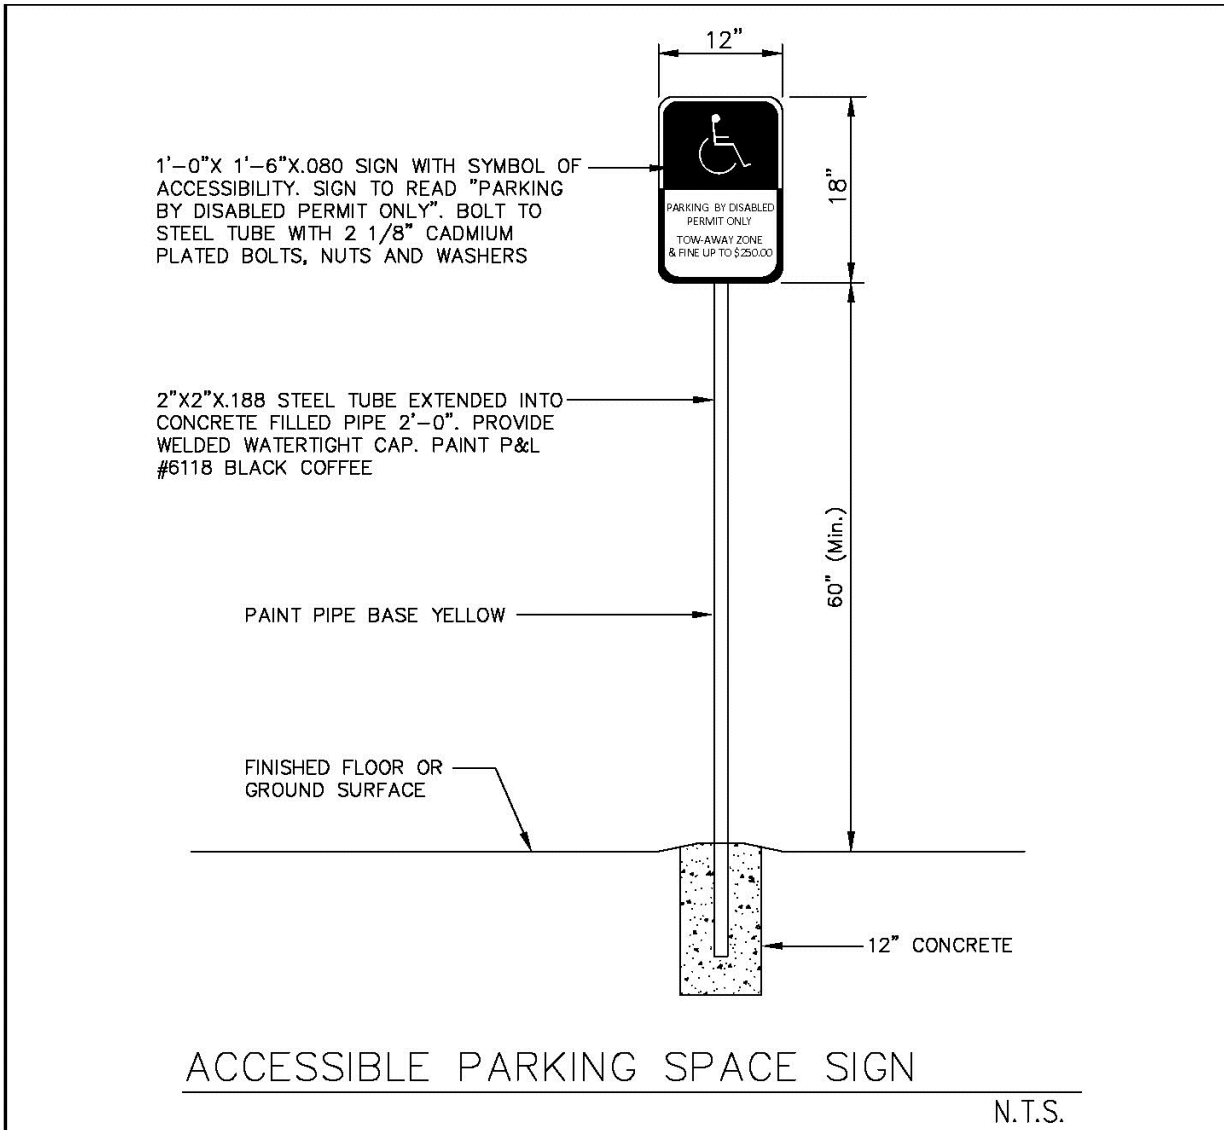 12"
1'-0"X 1'-6"X.080 SIGN WITH SYMBOL OF
ACCESSIBILITY. SIGN TO READ "PARKING
BY DISABLED PERMIT ONLY". BOLT TO
STEEL TUBE WITH 2 1/8" CADMIUM
PLATED BOLTS, NUTS AND WASHERS
18"
PARKING BY DISABLED
PERMIT ONLY
TOW-AWAY ZONE
& FINE UP TO $250.00
2"X2"X.188 STEEL TUBE EXTENDED INTO
CONCRETE FILLED PIPE 2'-0". PROVIDE
WELDED WATERTIGHT CAP. PAINT P&L
#6118 BLACK COFFEE
60" (Min.)
PAINT PIPE BASE YELLOW
FINISHED FLOOR OR
GROUND SURFACE
12" CONCRETE
ACCESSIBLE PARKING SPACE SIGN
N.T.S.